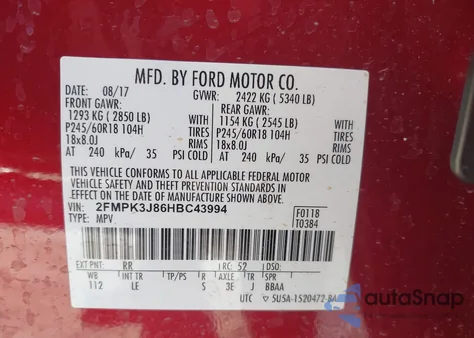 MFD. BY FORD MOTOR CO.
DATE: 08/17 GVWR: 2422 KG ( 5340 LB)
FRONT GAWR: REAR GAWR:
1293 KG ( 2850 LB) 1154 KG ( 2545 LB)
P245/60R18 104H TIRES P245/60R18 104H TIRES
18x8.0J RIMS 18x8.0J RIMS
AT 240 kPa/ 35 PSI COLD AT 240 kPa/ 35 PSI COLD
THIS VEHICLE CONFORMS TO ALL APPLICABLE FEDERAL MOTOR
VEHICLE SAFETY AND THEFT PREVENTION STANDARDS IN
EFFECT ON THE DATE OF MANUFACTURE SHOWN ABOVE.
VIN: 2FMPK3J86HBC43994 F0118
TYPE: MPV T0384
EXT PNT: RR RC: 52 DSO:
WB INT TR TP/PS R AXLE TR SPR
112 LE S 3E J BBAA
UTC 5U5A-1520472-
autoSnap